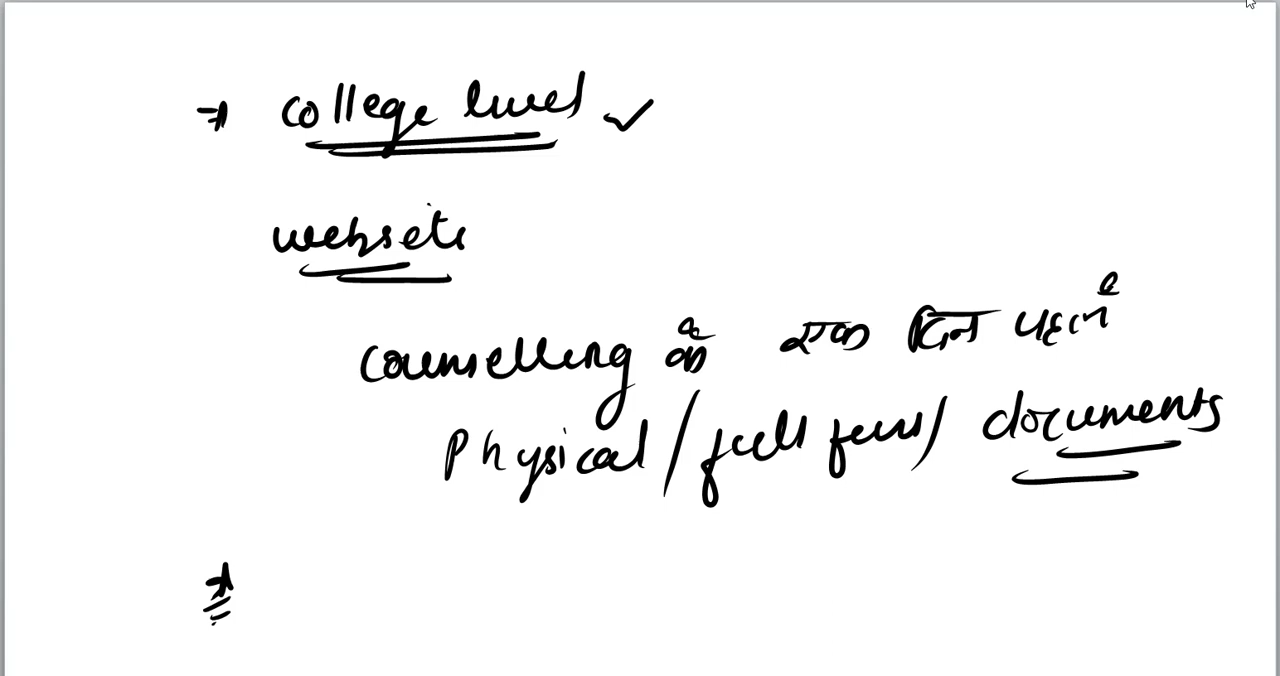 → college level ✓
website
counselling के एक दिन पहले
Physical / full fees / documents